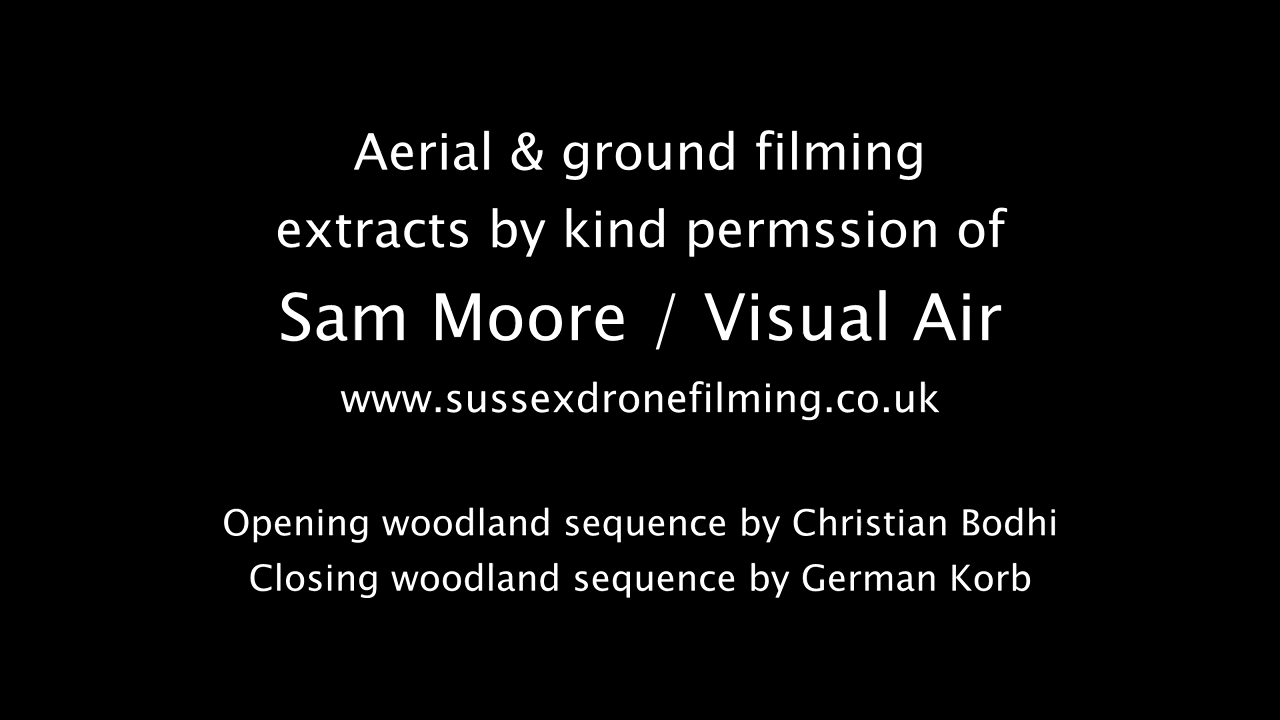 Aerial & ground filming
extracts by kind permssion of
Sam Moore / Visual Air
www.sussexdronefilming.co.uk
Opening woodland sequence by Christian Bodhi
Closing woodland sequence by German Korb